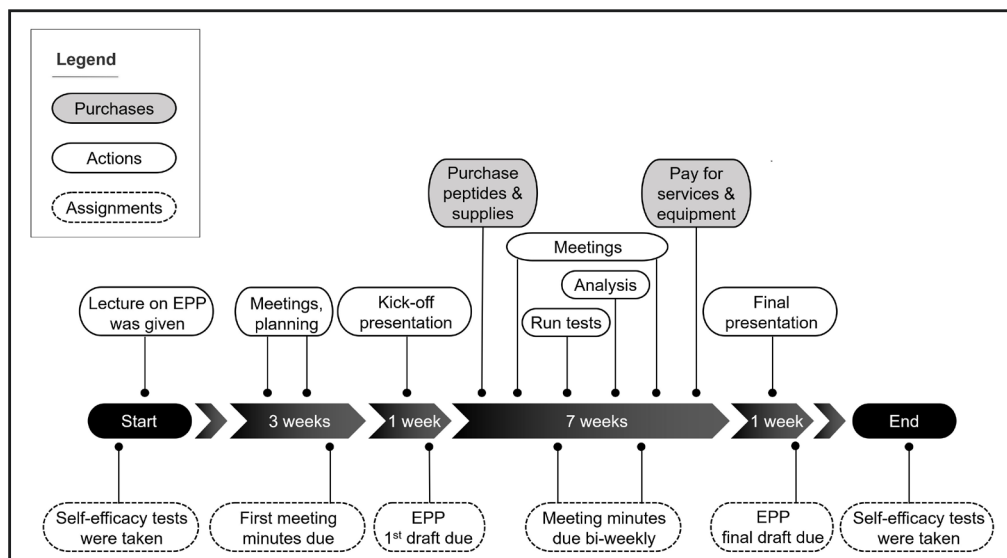 Legend
Purchases
Actions
Assignments
Purchase
peptides &
supplies
Pay for
services &
equipment
Meetings
Analysis
Run tests
Lecture on EPP
was given
Meetings,
planning
Kick-off
presentation
Final
presentation
Start
3 weeks
1 week
7 weeks
1 week
End
Self-efficacy tests
were taken
First meeting
minutes due
EPP
1st draft due
Meeting minutes
due bi-weekly
EPP
final draft due
Self-efficacy tests
were taken